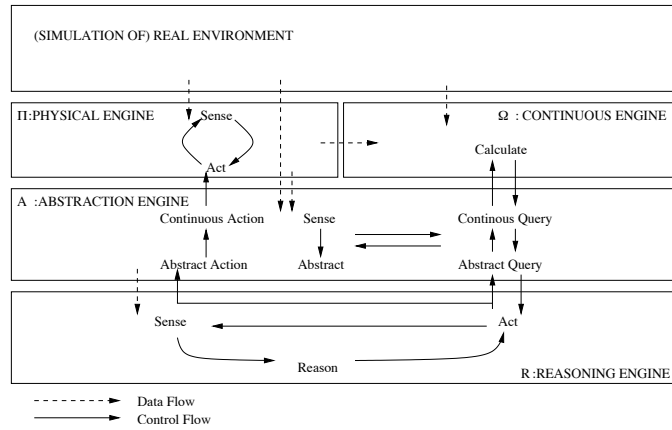 (SIMULATION OF) REAL ENVIRONMENT
Π:PHYSICAL ENGINE
Sense
Act
Ω : CONTINUOUS ENGINE
Calculate
A :ABSTRACTION ENGINE
Continuous Action
Sense
Continous Query
Abstract Action
Abstract
Abstract Query
Sense
Act
Reason
R :REASONING ENGINE
Data Flow
Control Flow